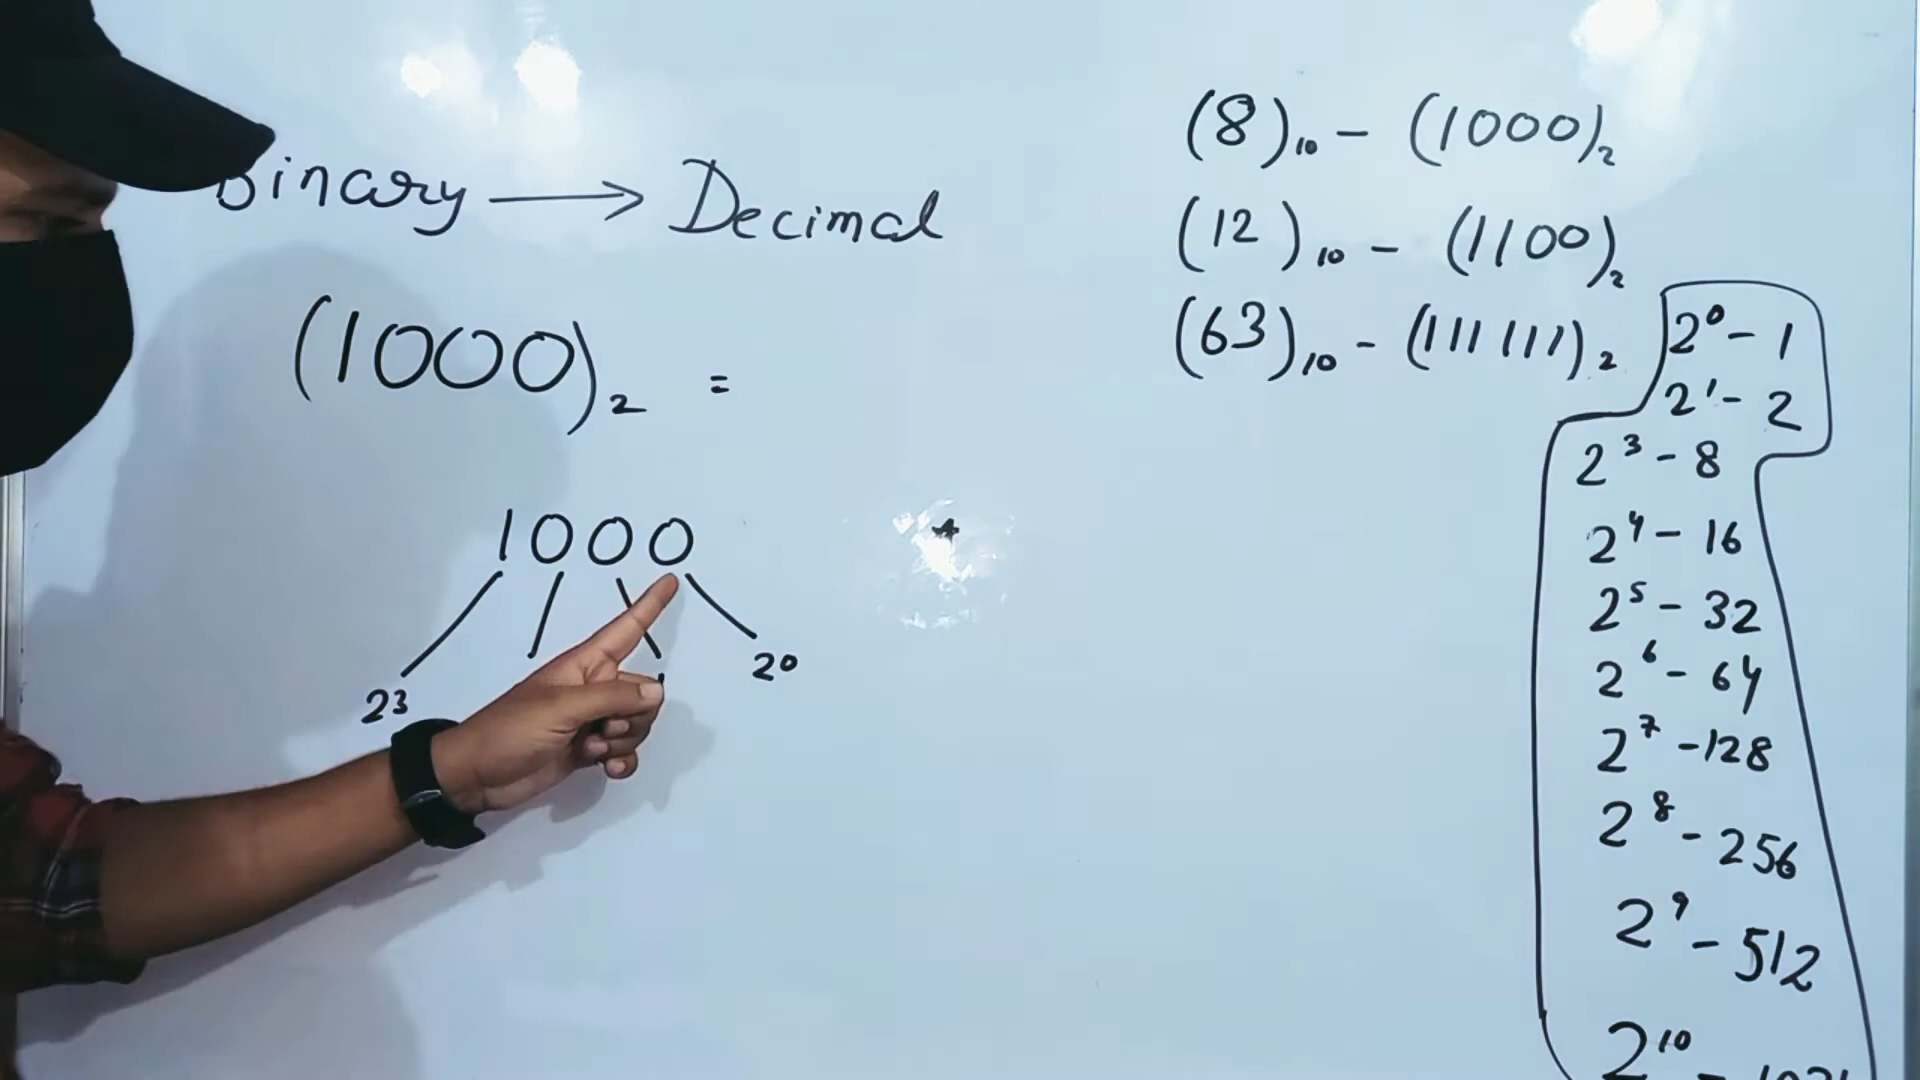 Binary → Decimal
(1000)₂ =
1000
2³ 2⁰
(8)₁₀ - (1000)₂
(12)₁₀ - (1100)₂
(63)₁₀ - (111111)₂
2⁰ - 1
2¹ - 2
2³ - 8
2⁴ - 16
2⁵ - 32
2⁶ - 64
2⁷ - 128
2⁸ - 256
2⁹ - 512
2¹⁰ -